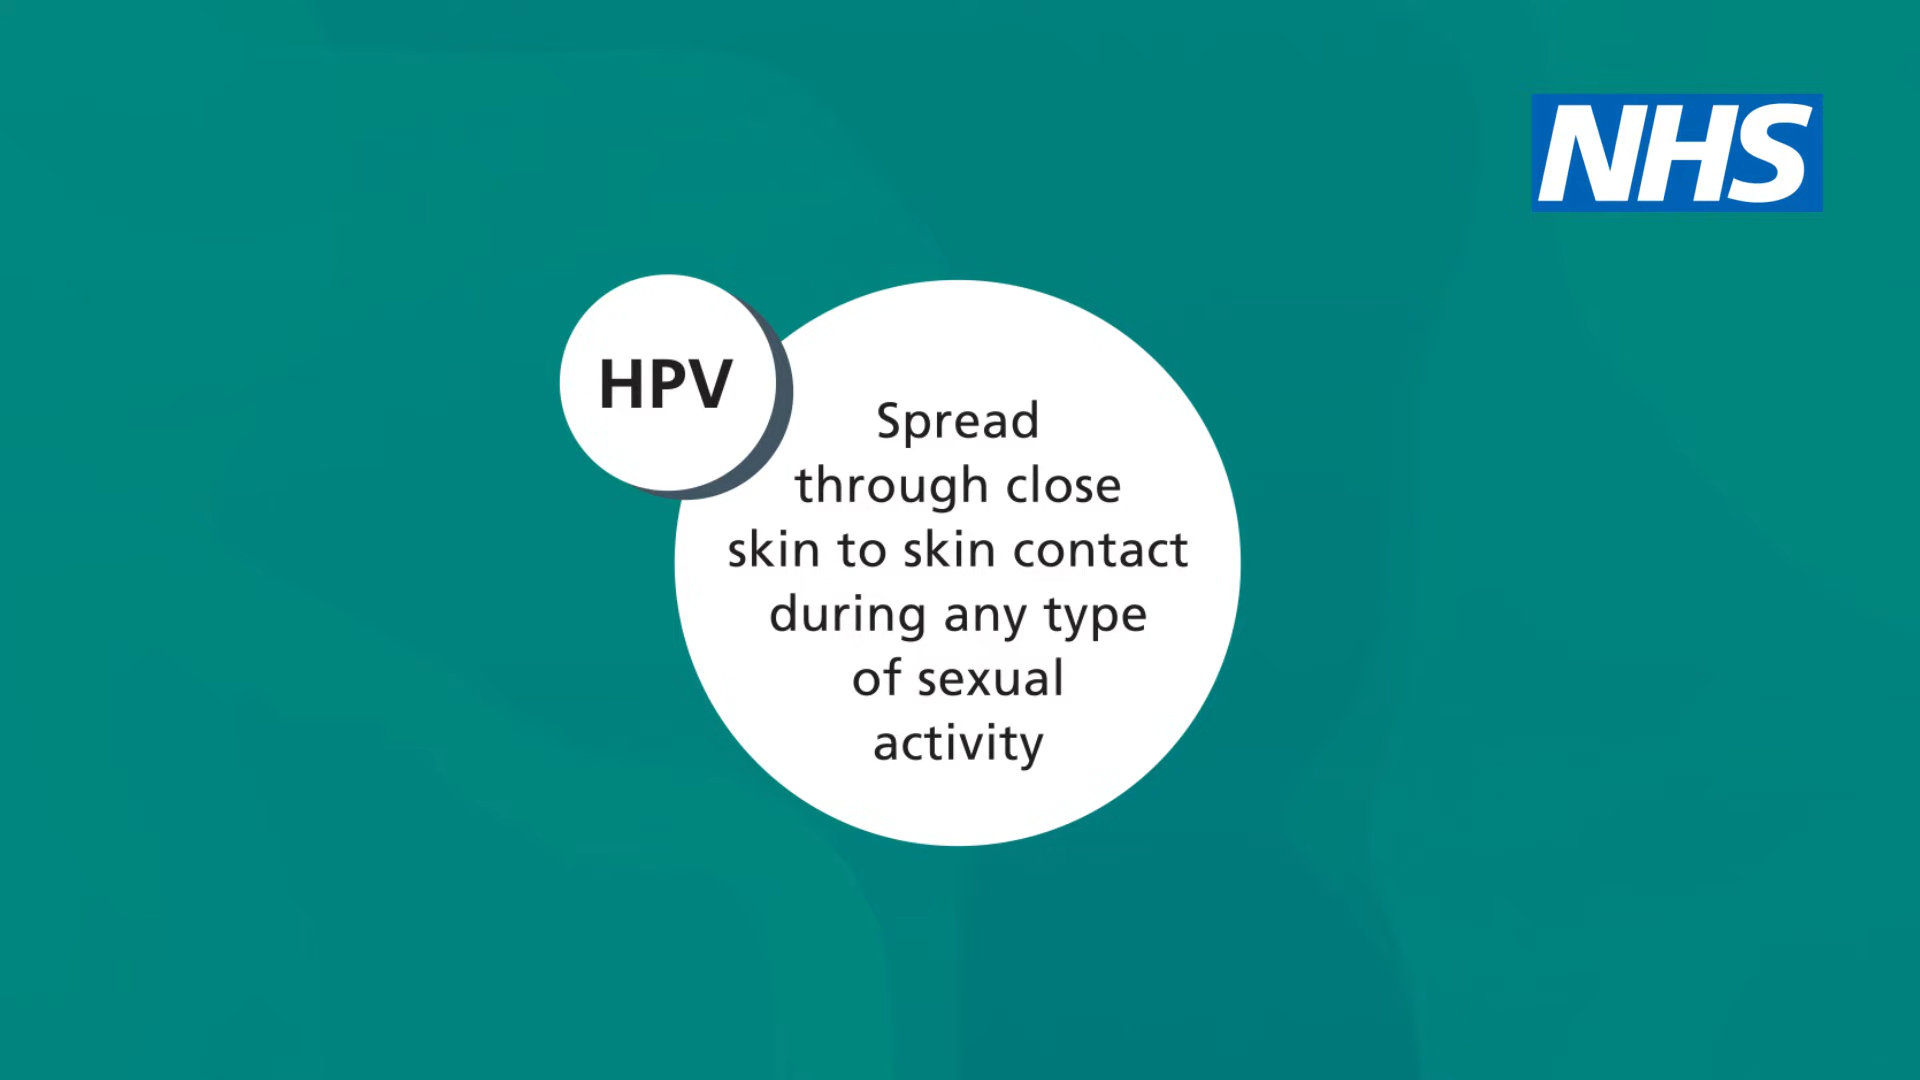 NHS
HPV
Spread
through close
skin to skin contact
during any type
of sexual
activity